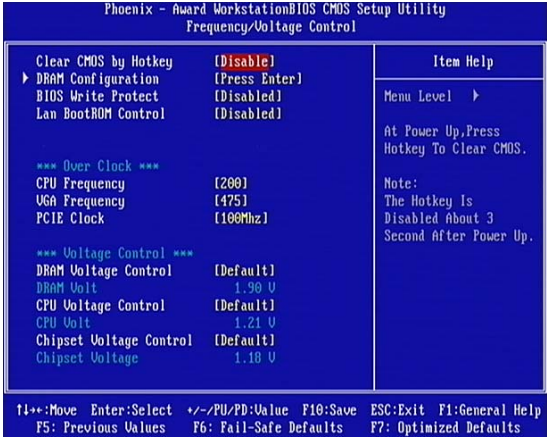 Phoenix - Award WorkstationBIOS CMOS Setup Utility
Frequency/Voltage Control
Clear CMOS by Hotkey [Disable]
DRAM Configuration [Press Enter]
BIOS Write Protect [Disabled]
Lan BootROM Control [Disabled]
*** Over Clock ***
CPU Frequency [200]
VGA Frequency [475]
PCIE Clock [100Mhz]
*** Voltage Control ***
DRAM Voltage Control [Default]
DRAM Volt 1.90 V
CPU Voltage Control [Default]
CPU Volt 1.21 V
Chipset Voltage Control [Default]
Chipset Voltage 1.18 V
Item Help
Menu Level
At Power Up,Press
Hotkey To Clear CMOS.
Note:
The Hotkey Is
Disabled About 3
Second After Power Up.
↑↓→←:Move Enter:Select +/-/PU/PD:Value F10:Save ESC:Exit F1:General Help
F5: Previous Values F6: Fail-Safe Defaults F7: Optimized Defaults